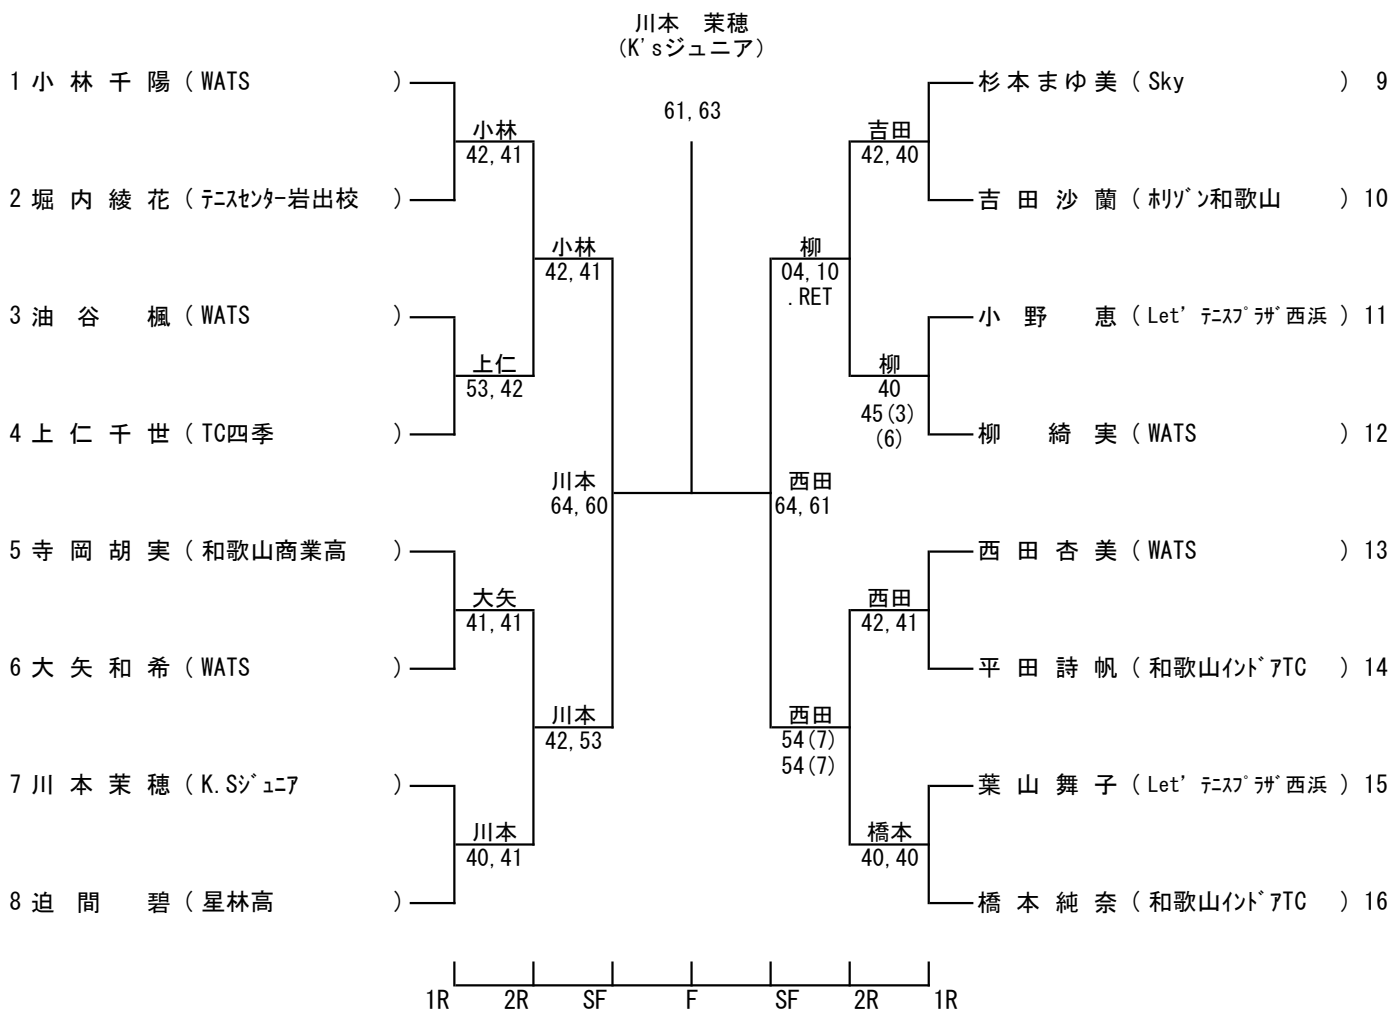 川本　茉穂
(K'sジュニア)
61,63
1 小 林 千 陽 ( WATS )
小林
42,41
2 堀 内 綾 花 ( ﾃﾆｽｾﾝﾀｰ岩出校 )
小林
42,41
3 油 谷 楓 ( WATS )
上仁
53,42
4 上 仁 千 世 ( TC四季 )
川本
64,60
5 寺 岡 胡 実 ( 和歌山商業高 )
大矢
41,41
6 大 矢 和 希 ( WATS )
川本
42,53
7 川 本 茉 穂 ( K.Sｼﾞｭﾆｱ )
川本
40,41
8 迫 間 碧 ( 星林高 )
杉 本 ま ゆ 美 ( Sky ) 9
吉田
42,40
吉 田 沙 蘭 ( ﾎﾘｿﾞﾝ和歌山 ) 10
柳
04,10
.RET
小 野 恵 ( Let' ﾃﾆｽﾌﾟﾗｻﾞ西浜 ) 11
柳
40
45(3)
(6)
柳 綺 実 ( WATS ) 12
西田
64,61
西 田 杏 美 ( WATS ) 13
西田
42,41
平 田 詩 帆 ( 和歌山ｲﾝﾄﾞｱTC ) 14
西田
54(7)
54(7)
葉 山 舞 子 ( Let' ﾃﾆｽﾌﾟﾗｻﾞ西浜 ) 15
橋本
40,40
橋 本 純 奈 ( 和歌山ｲﾝﾄﾞｱTC ) 16
1R 2R SF F SF 2R 1R